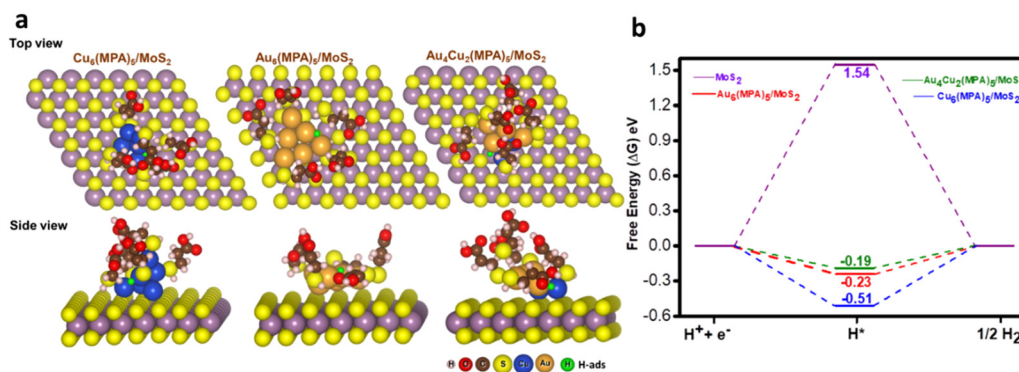 a
Top view
Cu₆(MPA)₅/MoS₂ Au₆(MPA)₅/MoS₂ Au₄Cu₂(MPA)₅/MoS₂
Side view
H O C S Cu Au H H-ads
b
Free Energy (ΔG) eV
1.5
1.2
0.9
0.6
0.3
0.0
-0.3
-0.6
1.54
MoS₂
Au₆(MPA)₅/MoS₂
Au₄Cu₂(MPA)₅/MoS
Cu₆(MPA)₅/MoS₂
-0.19
-0.23
-0.51
H⁺+ e⁻ H* 1/2 H₂